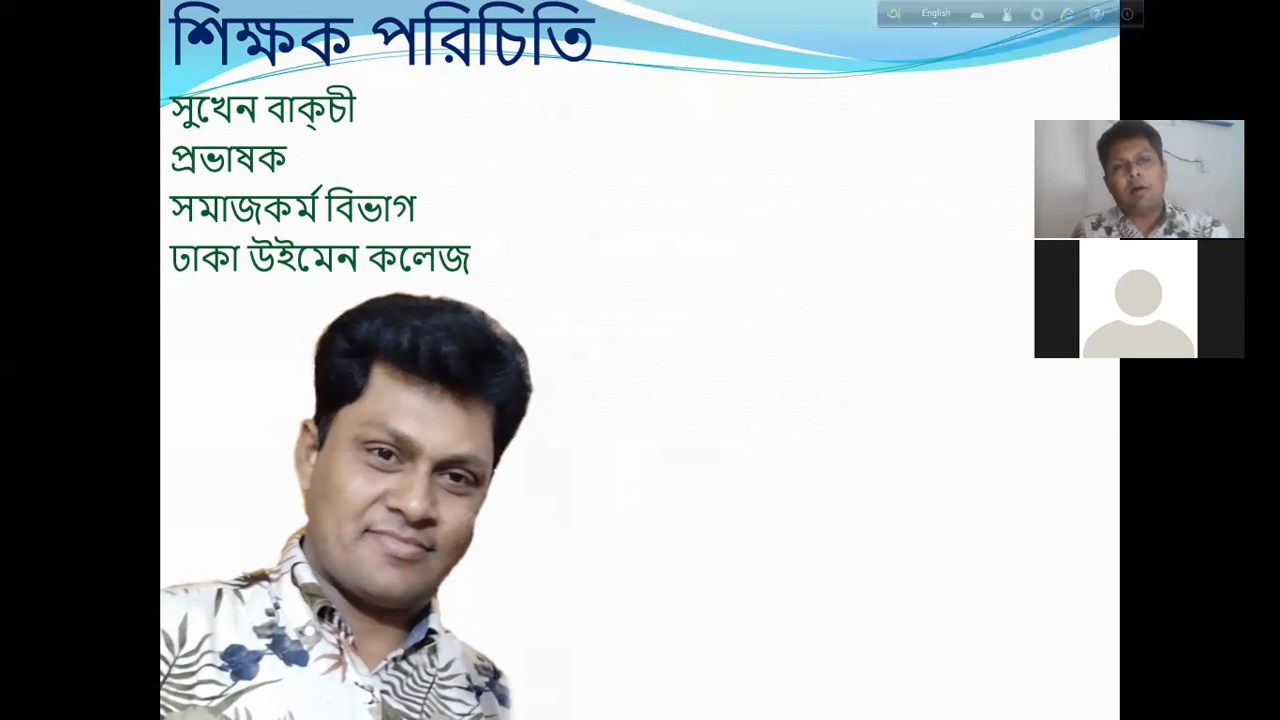 শিক্ষক পরিচিতি
English
সুখেন বাক্চী
প্রভাষক
সমাজকর্ম বিভাগ
ঢাকা উইমেন কলেজ